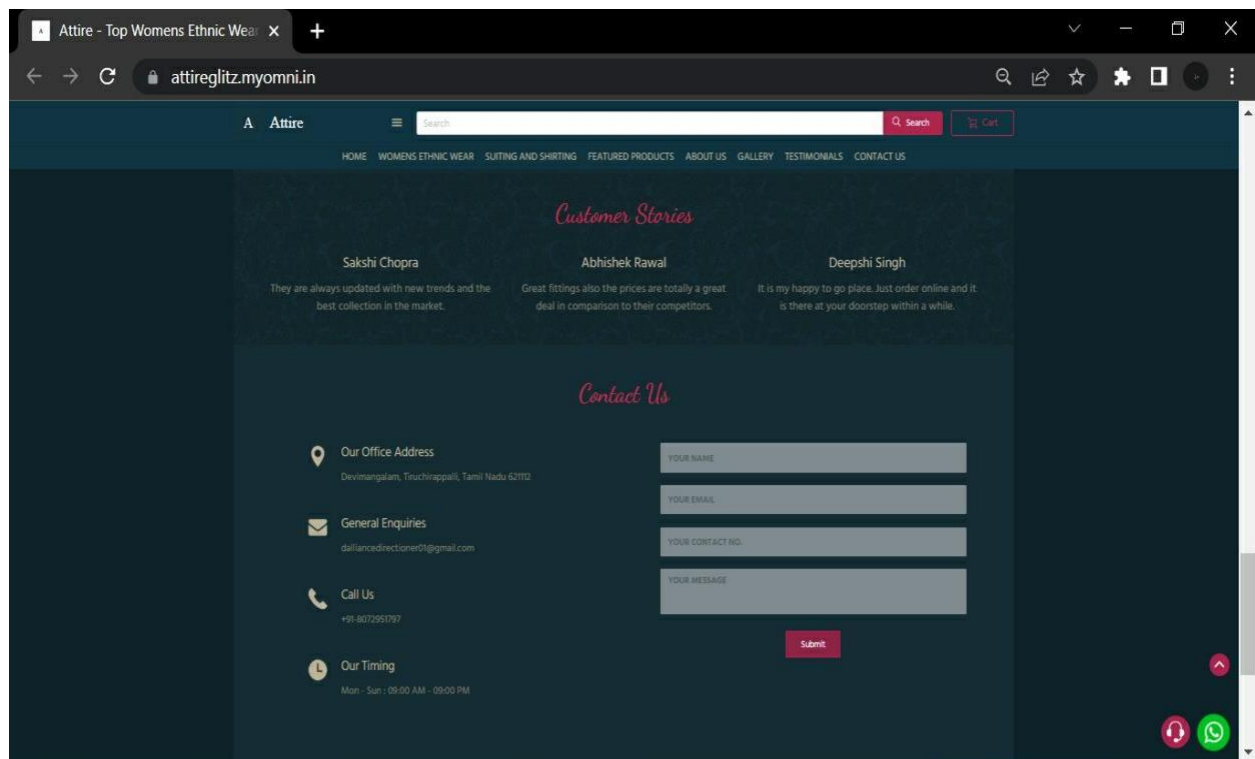 Attire - Top Womens Ethnic Wear
attireglitz.myomni.in
A Attire
Search
Search
Cart
HOME WOMENS ETHNIC WEAR SUITING AND SHIRTING FEATURED PRODUCTS ABOUT US GALLERY TESTIMONIALS CONTACT US
Customer Stories
Sakshi Chopra
They are always updated with new trends and the
best collection in the market.
Abhishek Rawal
Great fittings also the prices are totally a great
deal in comparison to their competitors.
Deepshi Singh
It is my happy to go place. Just order online and it
is there at your doorstep within a while.
Contact Us
Our Office Address
Devimangalam, Tiruchirappalli, Tamil Nadu 621112
General Enquiries
dalliancedirectioner01@gmail.com
Call Us
+91-8072951797
Our Timing
Mon - Sun : 09:00 AM - 09:00 PM
YOUR NAME
YOUR EMAIL
YOUR CONTACT NO.
YOUR MESSAGE
Submit